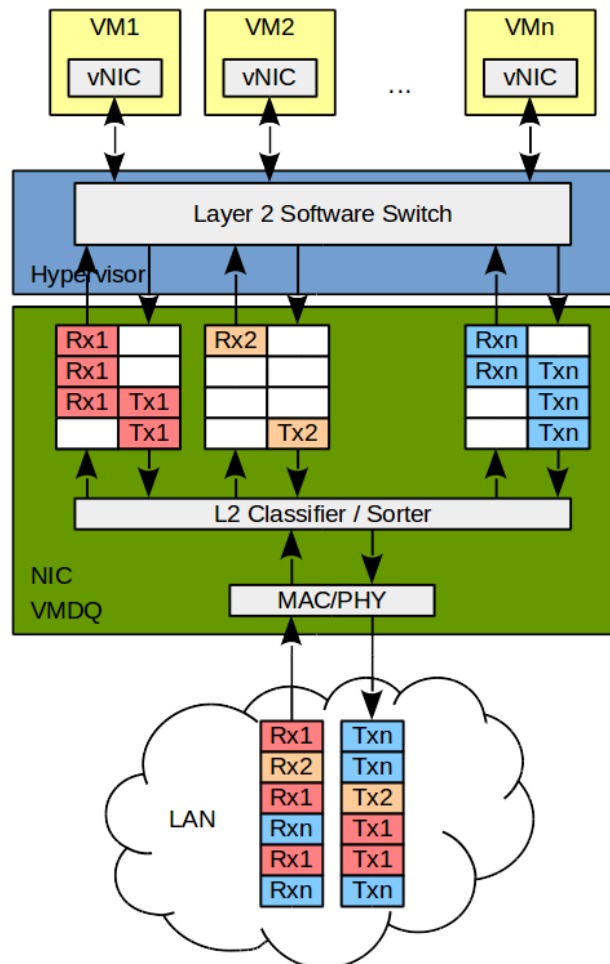 VM1
VM2
VMn
vNIC
vNIC
...
vNIC
Layer 2 Software Switch
Hypervisor
Rx1
Rx2
Rxn
Rx1
Rxn
Txn
Rx1
Tx1
Txn
Tx1
Tx2
Txn
L2 Classifier / Sorter
NIC
VMDQ
MAC/PHY
LAN
Rx1
Txn
Rx2
Txn
Rx1
Tx2
Rxn
Tx1
Rx1
Tx1
Rxn
Txn